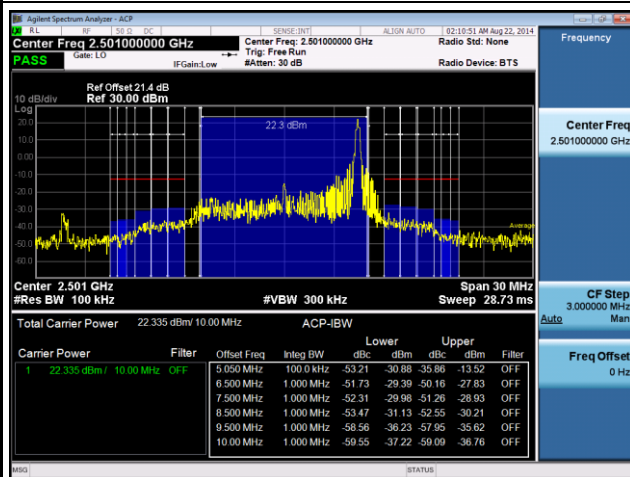 Agilent Spectrum Analyzer - ACP
RL RF 50 Ω DC SENSE:INT ALIGN AUTO 02:10:51 AM Aug 22, 2014
Center Freq 2.501000000 GHz Center Freq: 2.501000000 GHz Radio Std: None
PASS Gate: LO IFGain:Low Trig: Free Run #Atten: 30 dB Radio Device: BTS
Ref Offset 21.4 dB
10 dB/div Ref 30.00 dBm
Log
20.0
10.0
0.00
-10.0
-20.0
-30.0
-40.0
-50.0
-60.0
22.3 dBm
Average
Center 2.501 GHz Span 30 MHz
#Res BW 100 kHz #VBW 300 kHz Sweep 28.73 ms
Total Carrier Power 22.335 dBm/ 10.00 MHz ACP-IBW
Lower Upper
Carrier Power Filter Offset Freq Integ BW dBc dBm dBc dBm Filter
1 22.335 dBm / 10.00 MHz OFF 5.050 MHz 100.0 kHz -53.21 -30.88 -35.86 -13.52 OFF
6.500 MHz 1.000 MHz -51.73 -29.39 -50.16 -27.83 OFF
7.500 MHz 1.000 MHz -52.31 -29.98 -51.26 -28.93 OFF
8.500 MHz 1.000 MHz -53.47 -31.13 -52.55 -30.21 OFF
9.500 MHz 1.000 MHz -58.56 -36.23 -57.95 -35.62 OFF
10.00 MHz 1.000 MHz -59.55 -37.22 -59.09 -36.76 OFF
MSG STATUS
Frequency
Center Freq
2.501000000 GHz
CF Step
3.000000 MHz
Auto Man
Freq Offset
0 Hz